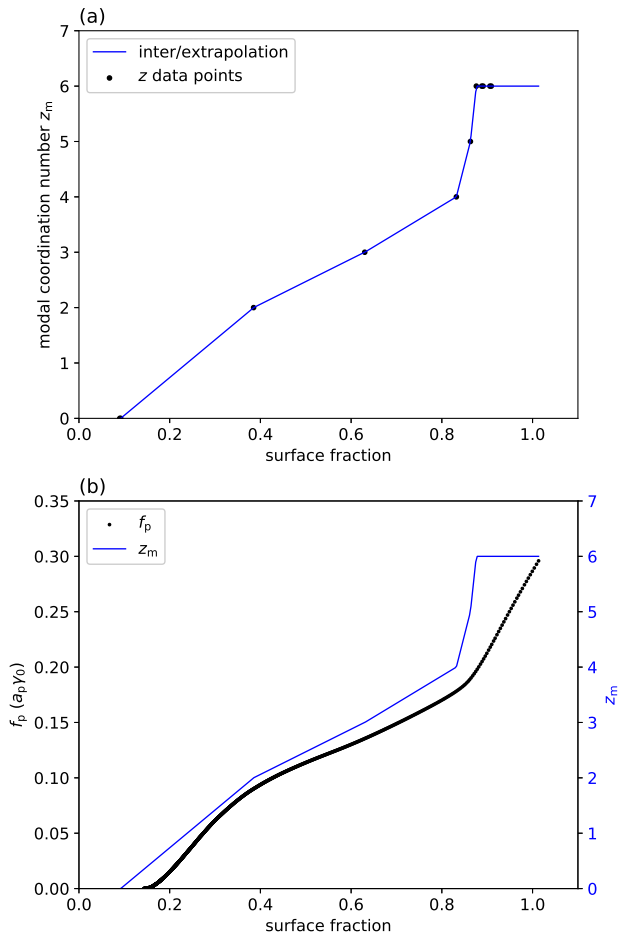 (a)
7
6
5
4
3
2
1
0
modal coordination number zₘ
inter/extrapolation
z data points
0.0 0.2 0.4 0.6 0.8 1.0
surface fraction
(b)
0.35
0.30
0.25
0.20
0.15
0.10
0.05
0.00
fₚ (aₚγ₀)
fₚ
zₘ
7
6
5
4
3
2
1
0
zₘ
0.0 0.2 0.4 0.6 0.8 1.0
surface fraction